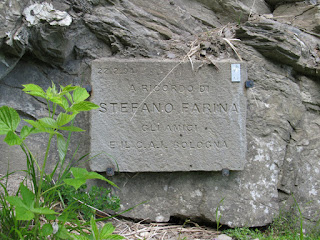 A RICORDO DI
STEFANO FARINA
GLI AMICI
E IL C.A.I. BOLOGNA